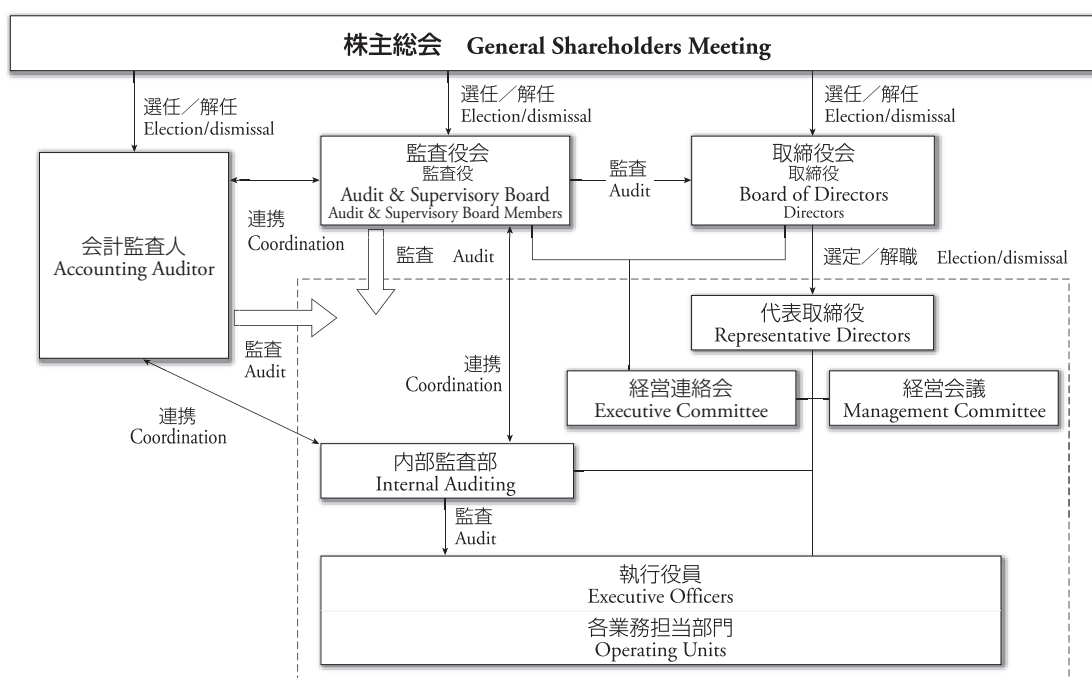 株主総会 General Shareholders Meeting
選任／解任
Election/dismissal
選任／解任
Election/dismissal
選任／解任
Election/dismissal
会計監査人
Accounting Auditor
連携
Coordination
監査役会
監査役
Audit & Supervisory Board
Audit & Supervisory Board Members
監査
Audit
取締役会
取締役
Board of Directors
Directors
監査 Audit
選定／解職 Election/dismissal
代表取締役
Representative Directors
監査
Audit
連携
Coordination
経営連絡会
Executive Committee
経営会議
Management Committee
連携
Coordination
内部監査部
Internal Auditing
監査
Audit
執行役員
Executive Officers
各業務担当部門
Operating Units